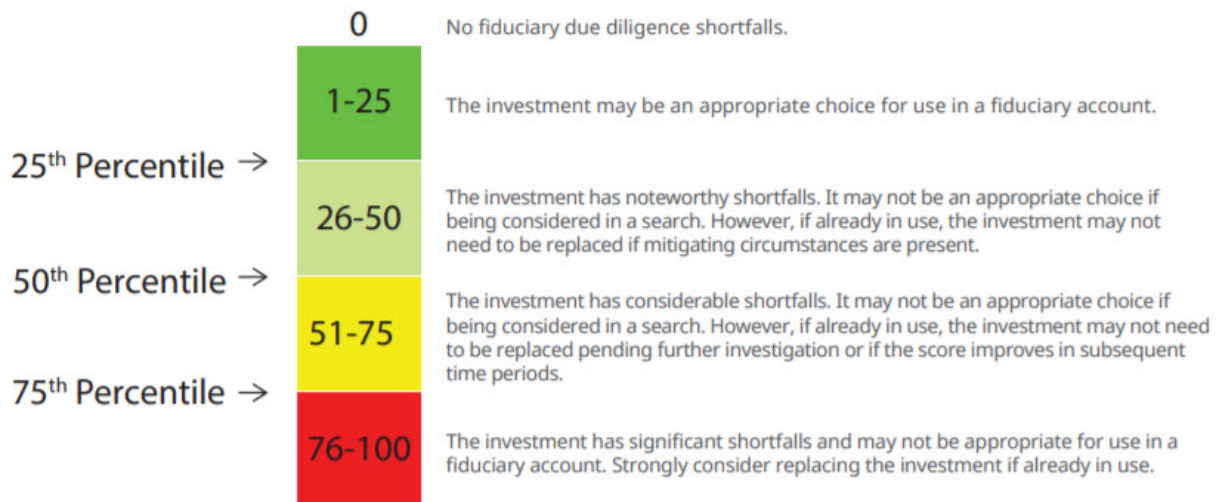 0 No fiduciary due diligence shortfalls.
1-25 The investment may be an appropriate choice for use in a fiduciary account.
25th Percentile →
26-50 The investment has noteworthy shortfalls. It may not be an appropriate choice if
being considered in a search. However, if already in use, the investment may not
need to be replaced if mitigating circumstances are present.
50th Percentile →
51-75 The investment has considerable shortfalls. It may not be an appropriate choice if
being considered in a search. However, if already in use, the investment may not need
to be replaced pending further investigation or if the score improves in subsequent
time periods.
75th Percentile →
76-100 The investment has significant shortfalls and may not be appropriate for use in a
fiduciary account. Strongly consider replacing the investment if already in use.